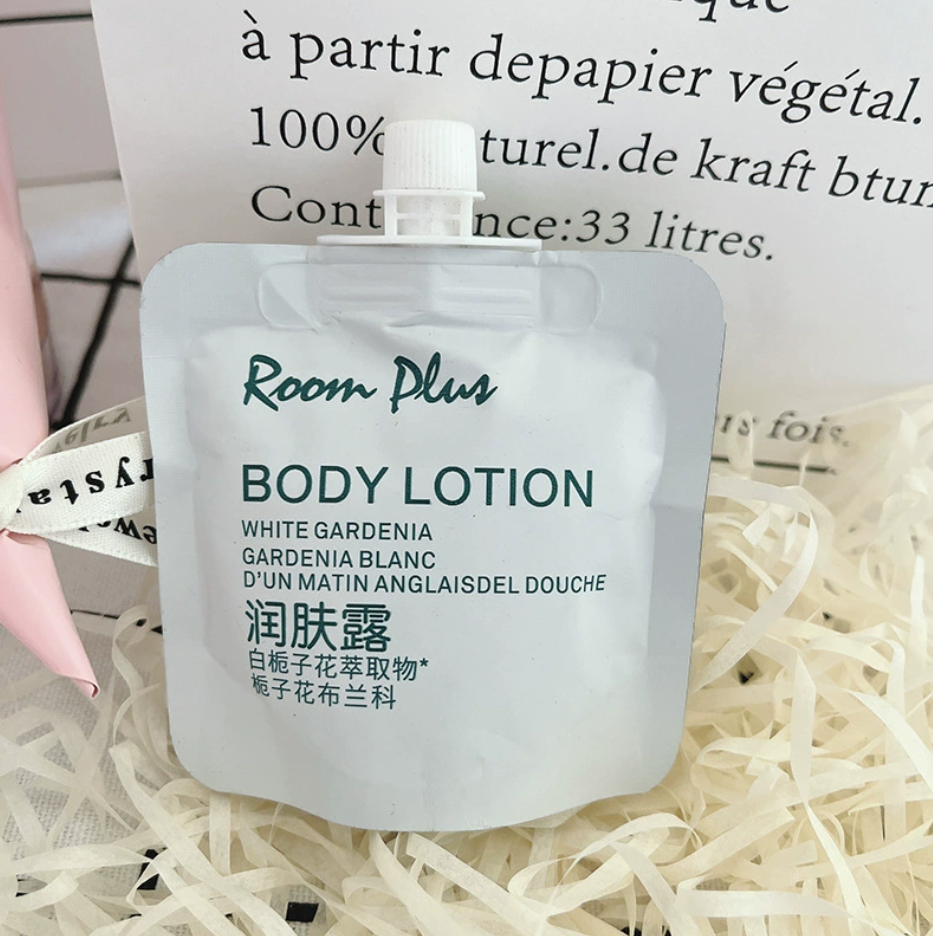 à partir depapier végétal.
100% turel.de kraft btur
Cont nce:33 litres.
fois.
Room Plus
BODY LOTION
WHITE GARDENIA
GARDENIA BLANC
D'UN MATIN ANGLAISDEL DOUCHE
润肤露
白栀子花萃取物*
栀子花布兰科
rysta